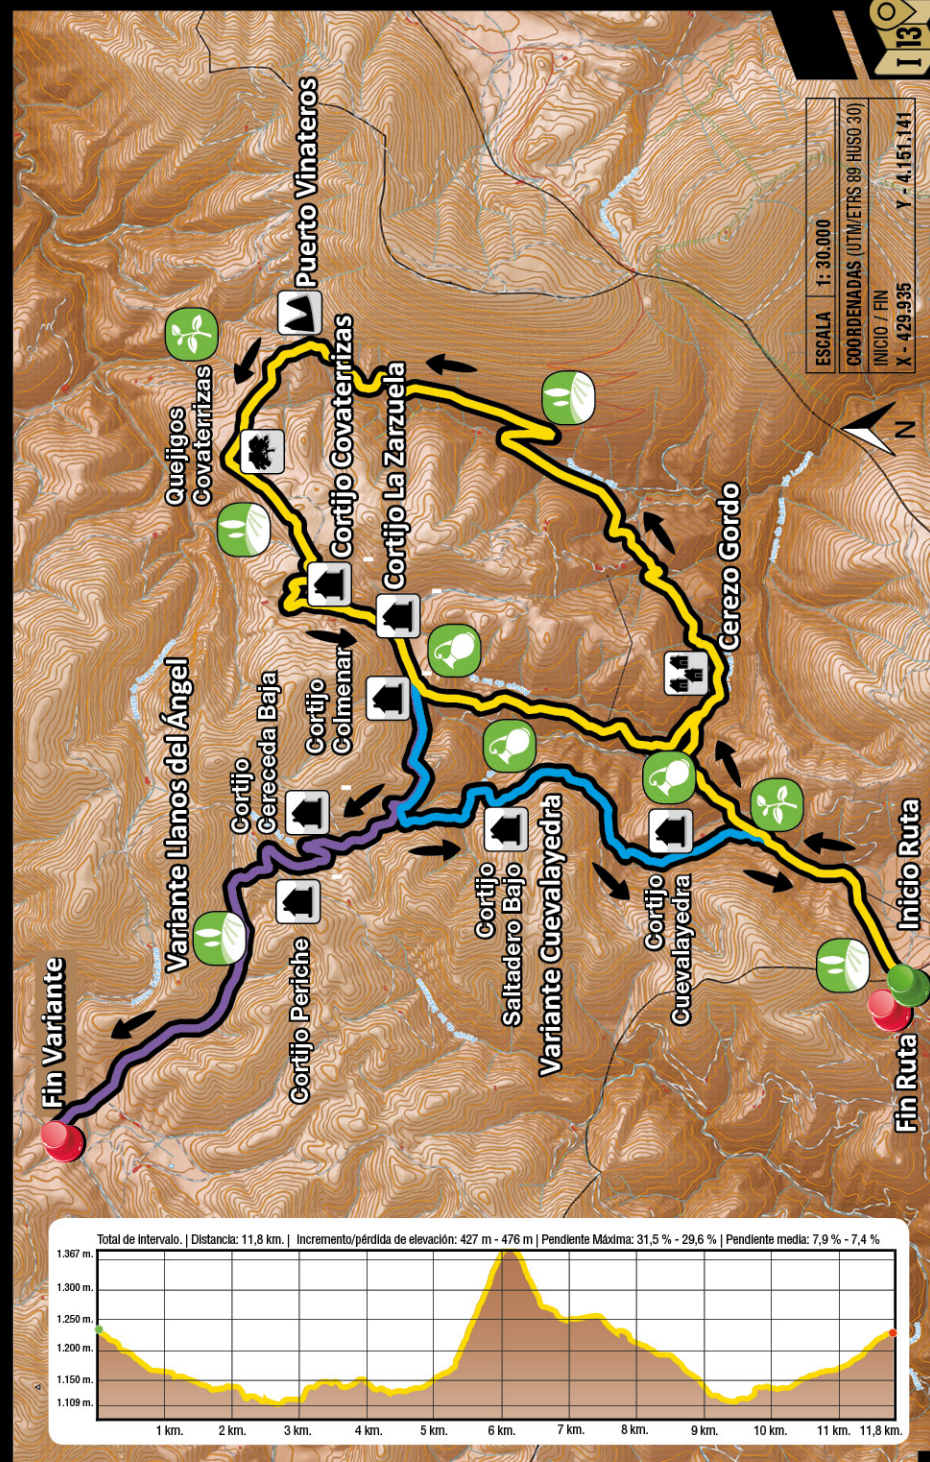 I 13
ESCALA 1: 30.000
COORDENADAS (UTM/ETRS 89 HUSO 30)
INICIO / FIN
X - 429.935 Y - 4.151.141
N
Puerto Vinateros
Quejigos
Covaterrizas
Cortijo Covaterrizas
Cortijo La Zarzuela
Cerezo Gordo
Cortijo
Colmenar
Cortijo
Cereceda Baja
Variante Llanos del Ángel
Cortijo Periche
Fin Variante
Cortijo
Saltadero Bajo
Variante Cuevalayedra
Cortijo
Cuevalayedra
Inicio Ruta
Fin Ruta
Total de intervalo. | Distancia: 11,8 km. | Incremento/pérdida de elevación: 427 m - 476 m | Pendiente Máxima: 31,5 % - 29,6 % | Pendiente media: 7,9 % - 7,4 %
1.367 m.
1.300 m.
1.250 m.
1.200 m.
1.150 m.
1.109 m.
1 km. 2 km. 3 km. 4 km. 5 km. 6 km. 7 km. 8 km. 9 km. 10 km. 11 km. 11,8 km.